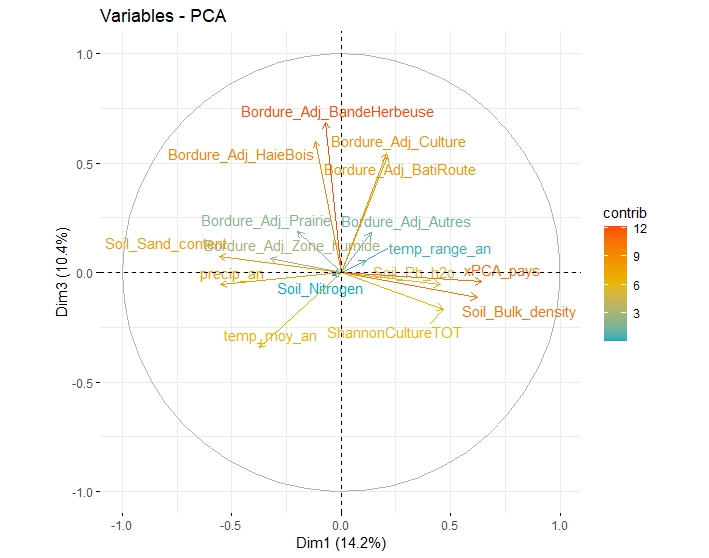 Variables - PCA
1.0
0.5
0.0
-0.5
-1.0
Dim3 (10.4%)
Bordure_Adj_BandeHerbeuse
Bordure_Adj_Culture
Bordure_Adj_HaieBois
Bordure_Adj_BatiRoute
Bordure_Adj_Prairie
Bordure_Adj_Autres
Soil_Sand_content
Bordure_Adj_Zone_humide
temp_range_an
precip_an
Soil_Ph_h2o
xPCA_pays
Soil_Nitrogen
Soil_Bulk_density
temp_moy_an
ShannonCultureTOT
-1.0
-0.5
0.0
0.5
1.0
Dim1 (14.2%)
contrib
12
9
6
3